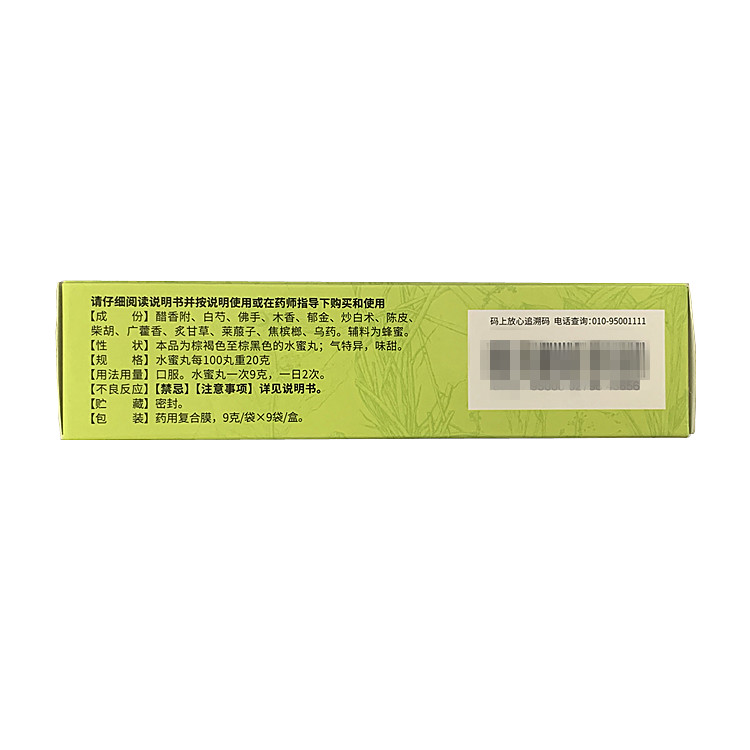 请仔细阅读说明书并按说明使用或在药师指导下购买和使用
【成　　份】醋香附、白芍、佛手、木香、郁金、炒白术、陈皮、
柴胡、广藿香、炙甘草、莱菔子、焦槟榔、乌药。辅料为蜂蜜。
【性　　状】本品为棕褐色至棕黑色的水蜜丸；气特异，味甜。
【规　　格】水蜜丸每100丸重20克
【用法用量】口服。水蜜丸一次9克，一日2次。
【不良反应】【禁忌】【注意事项】详见说明书。
【贮　　藏】密封。
【包　　装】药用复合膜，9克/袋×9袋/盒。
码上放心追溯码 电话查询:010-95001111